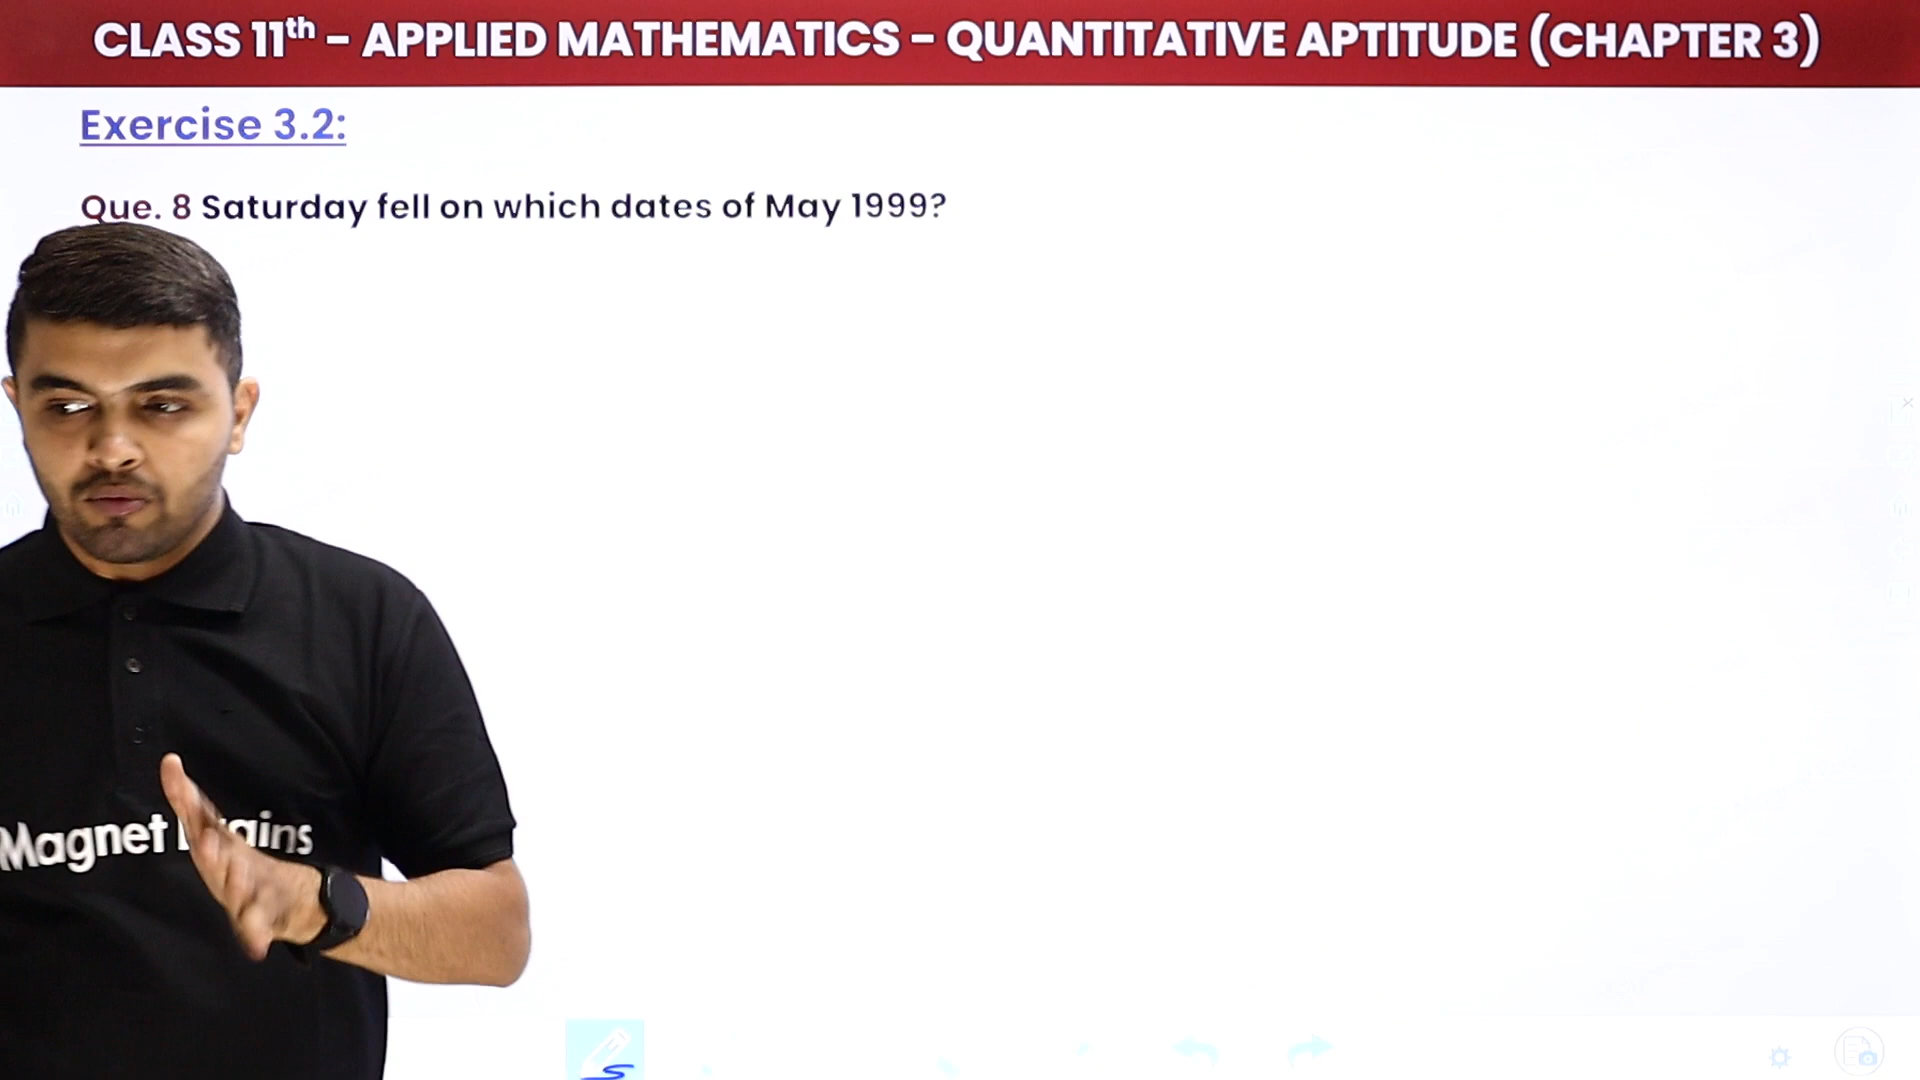 CLASS 11th - APPLIED MATHEMATICS - QUANTITATIVE APTITUDE (CHAPTER 3)
Exercise 3.2:
Que. 8 Saturday fell on which dates of May 1999?
Magnet